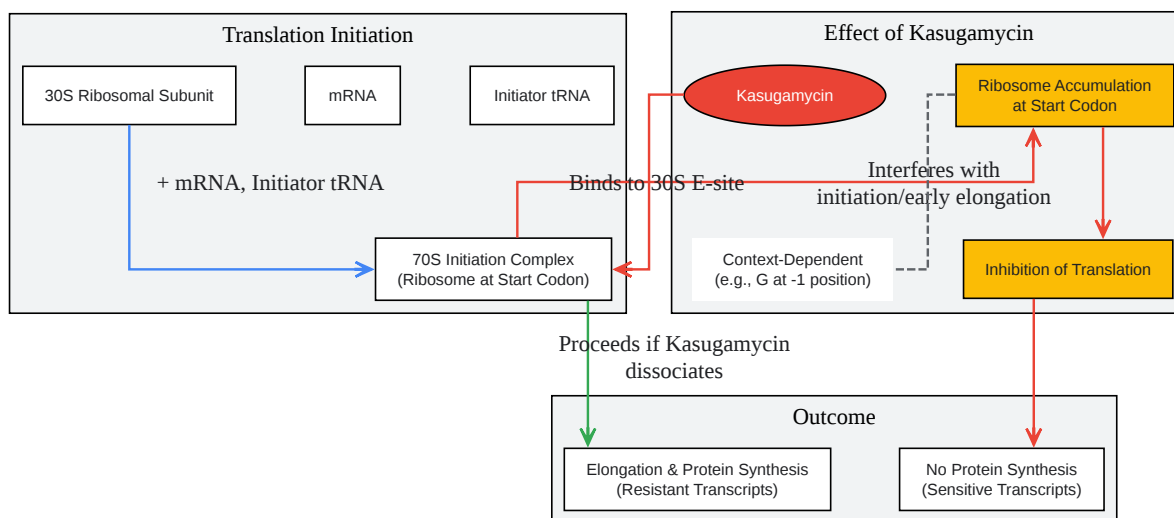 Translation Initiation
30S Ribosomal Subunit
mRNA
Initiator tRNA
+ mRNA, Initiator tRNA
70S Initiation Complex
(Ribosome at Start Codon)
Effect of Kasugamycin
Kasugamycin
Ribosome Accumulation
at Start Codon
Binds to 30S E-site
Interferes with
initiation/early elongation
Context-Dependent
(e.g., G at -1 position)
Inhibition of Translation
Proceeds if Kasugamycin
dissociates
Outcome
Elongation & Protein Synthesis
(Resistant Transcripts)
No Protein Synthesis
(Sensitive Transcripts)